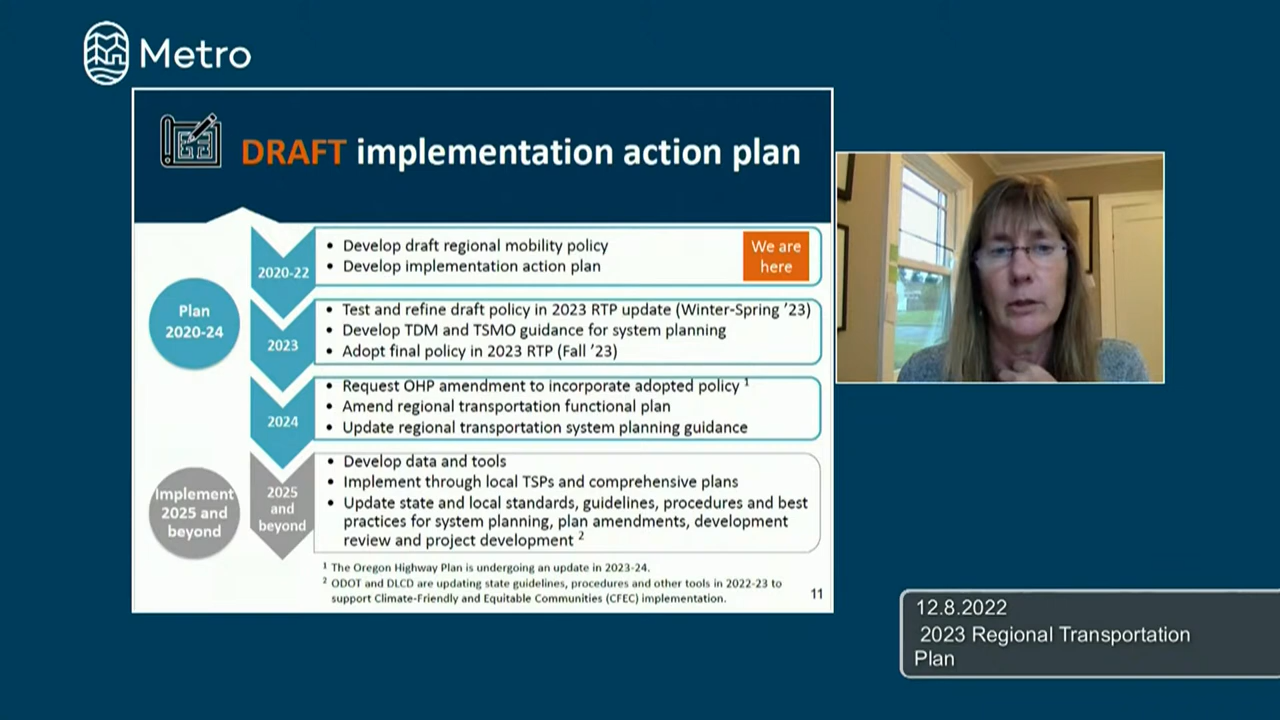 Metro
DRAFT implementation action plan
Plan
2020-24
2020-22
• Develop draft regional mobility policy
• Develop implementation action plan
We are
here
2023
• Test and refine draft policy in 2023 RTP update (Winter-Spring ’23)
• Develop TDM and TSMO guidance for system planning
• Adopt final policy in 2023 RTP (Fall ’23)
2024
• Request OHP amendment to incorporate adopted policy ¹
• Amend regional transportation functional plan
• Update regional transportation system planning guidance
Implement
2025 and
beyond
2025
and
beyond
• Develop data and tools
• Implement through local TSPs and comprehensive plans
• Update state and local standards, guidelines, procedures and best
practices for system planning, plan amendments, development
review and project development ²
¹ The Oregon Highway Plan is undergoing an update in 2023-24.
² ODOT and DLCD are updating state guidelines, procedures and other tools in 2022-23 to
support Climate-Friendly and Equitable Communities (CFEC) implementation.
11
12.8.2022
2023 Regional Transportation
Plan